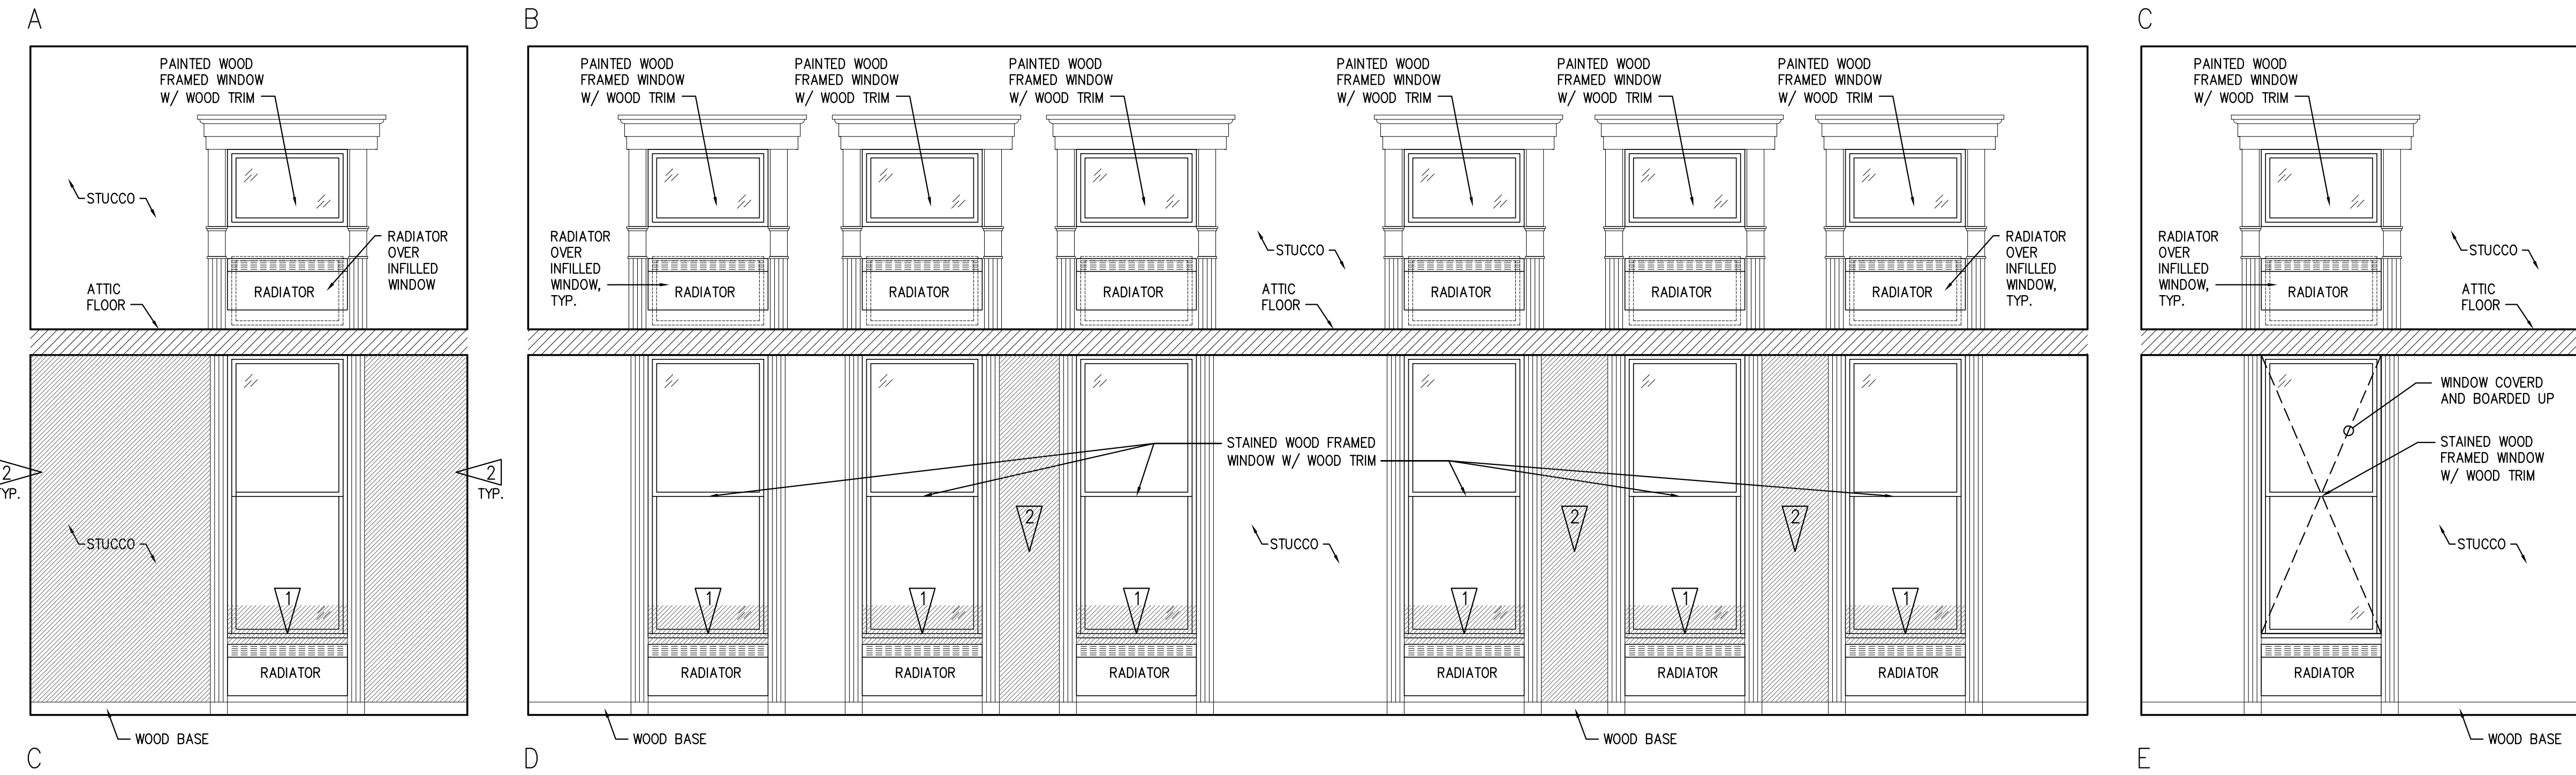 A
B
C
PAINTED WOOD
FRAMED WINDOW
W/ WOOD TRIM
STUCCO
RADIATOR
OVER
INFILLED
WINDOW
ATTIC
FLOOR
RADIATOR
PAINTED WOOD
FRAMED WINDOW
W/ WOOD TRIM
PAINTED WOOD
FRAMED WINDOW
W/ WOOD TRIM
PAINTED WOOD
FRAMED WINDOW
W/ WOOD TRIM
PAINTED WOOD
FRAMED WINDOW
W/ WOOD TRIM
PAINTED WOOD
FRAMED WINDOW
W/ WOOD TRIM
PAINTED WOOD
FRAMED WINDOW
W/ WOOD TRIM
RADIATOR
OVER
INFILLED
WINDOW,
TYP.
RADIATOR
RADIATOR
RADIATOR
STUCCO
ATTIC
FLOOR
RADIATOR
RADIATOR
RADIATOR
RADIATOR
OVER
INFILLED
WINDOW,
TYP.
PAINTED WOOD
FRAMED WINDOW
W/ WOOD TRIM
RADIATOR
OVER
INFILLED
WINDOW,
TYP.
RADIATOR
STUCCO
ATTIC
FLOOR
2
TYP.
STUCCO
1
RADIATOR
2
TYP.
WOOD BASE
STAINED WOOD FRAMED
WINDOW W/ WOOD TRIM
2
2
2
STUCCO
1
1
1
1
1
1
RADIATOR
RADIATOR
RADIATOR
RADIATOR
RADIATOR
RADIATOR
WOOD BASE
WOOD BASE
WINDOW COVERD
AND BOARDED UP
STAINED WOOD
FRAMED WINDOW
W/ WOOD TRIM
STUCCO
RADIATOR
WOOD BASE
C
D
E